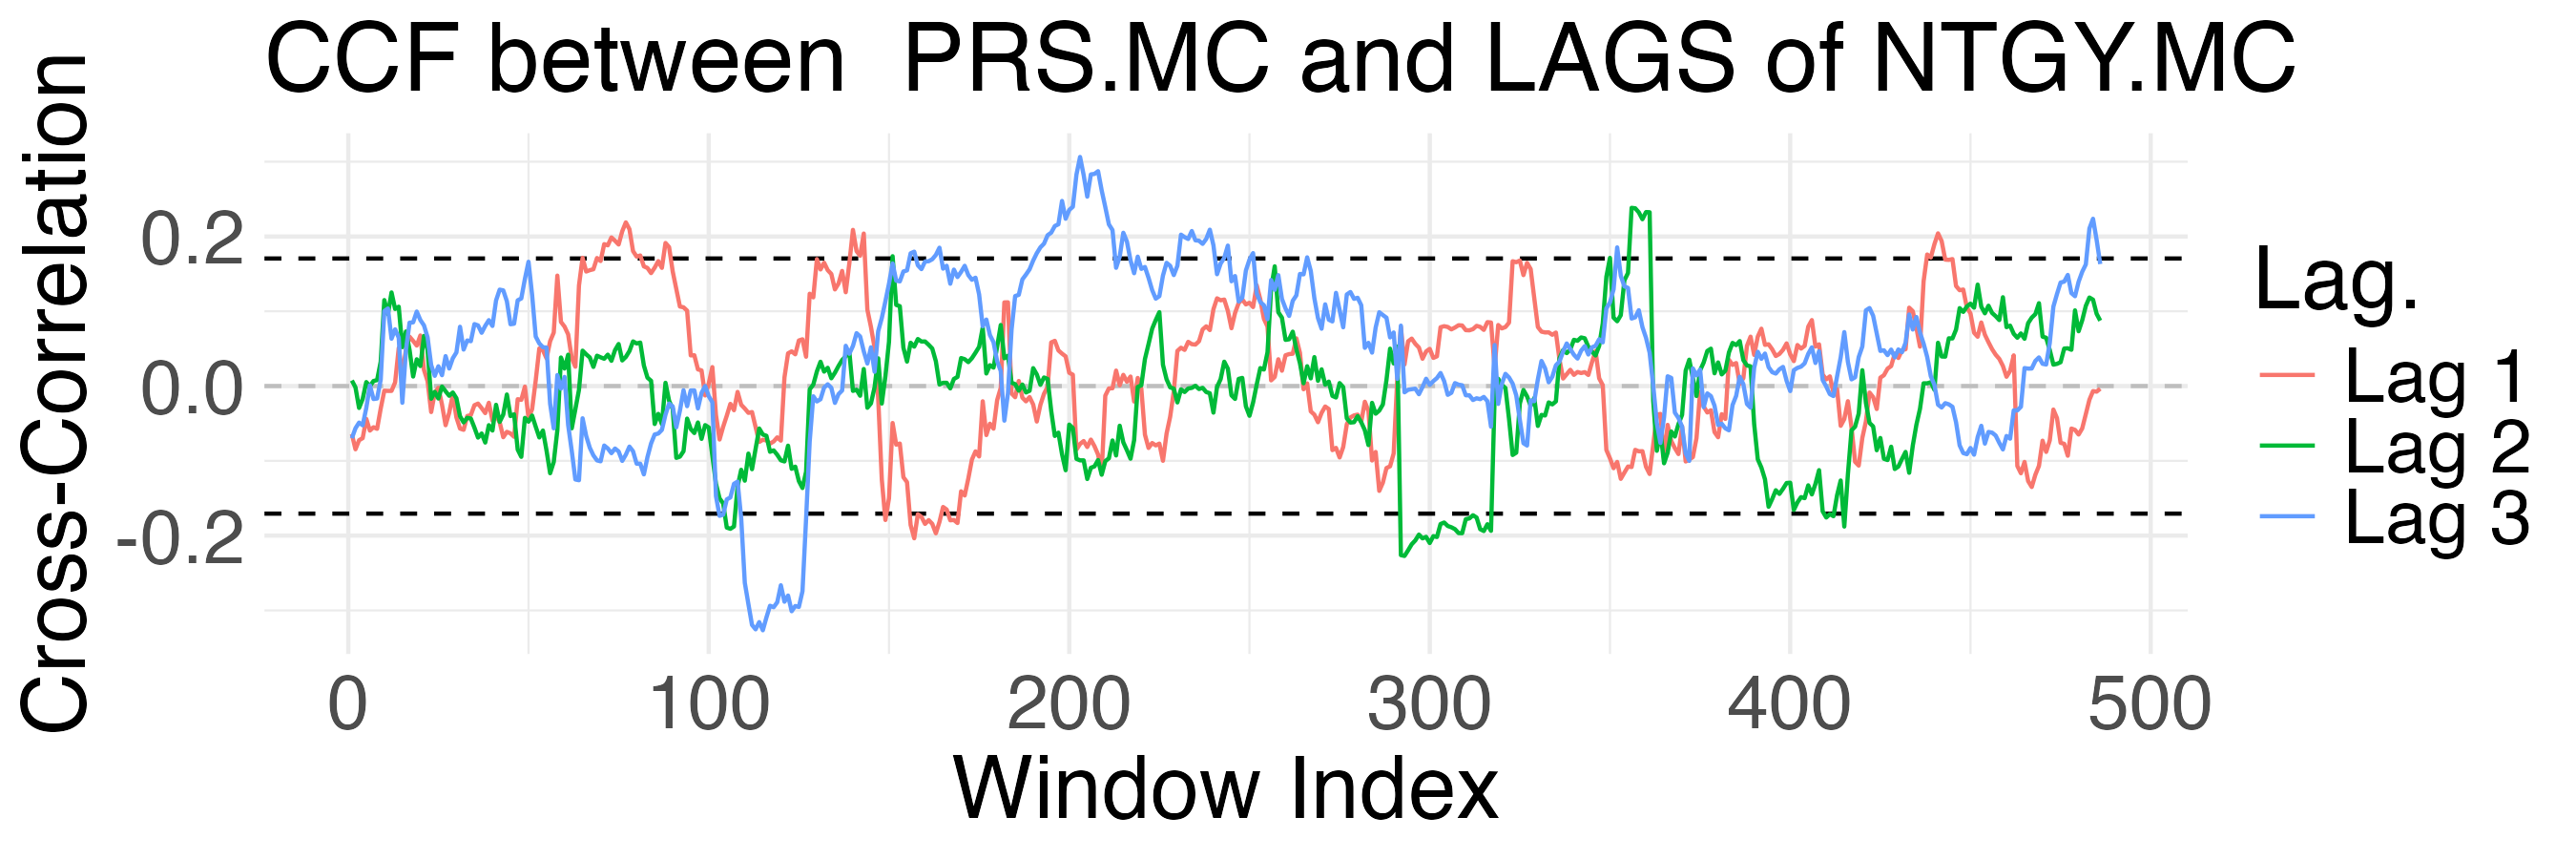 CCF between  PRS.MC and LAGS of NTGY.MC
Cross-Correlation
0.2
0.0
-0.2
0 100 200 300 400 500
Window Index
Lag.
Lag 1
Lag 2
Lag 3